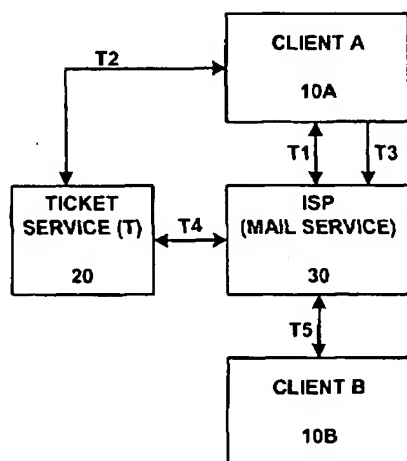 CLIENT A
10A
T2
T1
T3
TICKET
SERVICE (T)
20
T4
ISP
(MAIL SERVICE)
30
T5
CLIENT B
10B